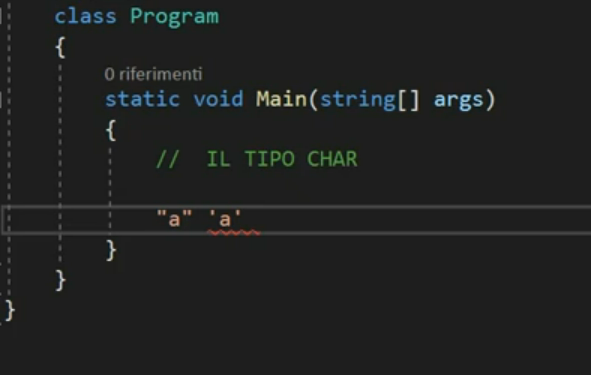 class Program
{
0 riferimenti
static void Main(string[] args)
{
// IL TIPO CHAR
"a" 'a'
}
}
}